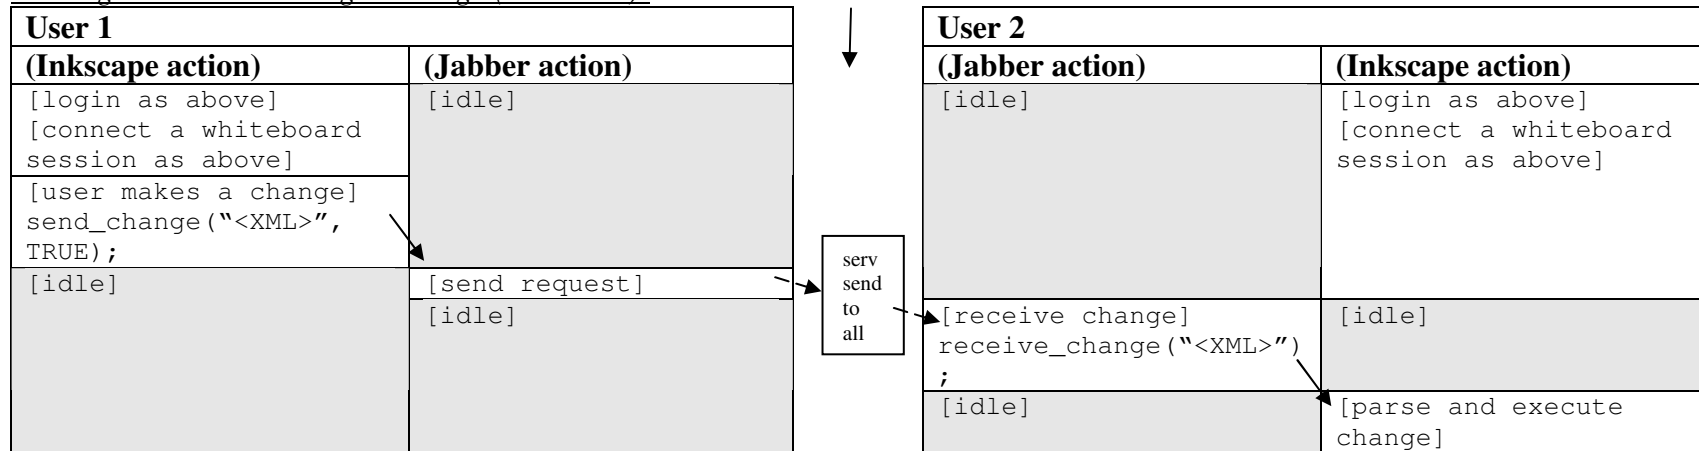 User 1
(Inkscape action)
(Jabber action)
[login as above]
[connect a whiteboard
session as above]
[idle]
[user makes a change]
send_change(“<XML>”,
TRUE);
[idle]
[send request]
[idle]
serv
send
to
all
User 2
(Jabber action)
(Inkscape action)
[idle]
[login as above]
[connect a whiteboard
session as above]
[receive change]
receive_change(“<XML>”)
;
[idle]
[idle]
[parse and execute
change]